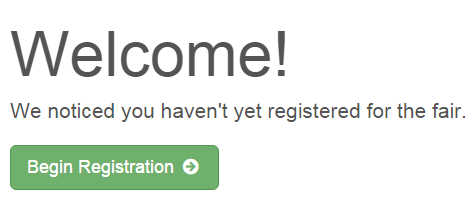 Welcome!
We noticed you haven't yet registered for the fair.
Begin Registration